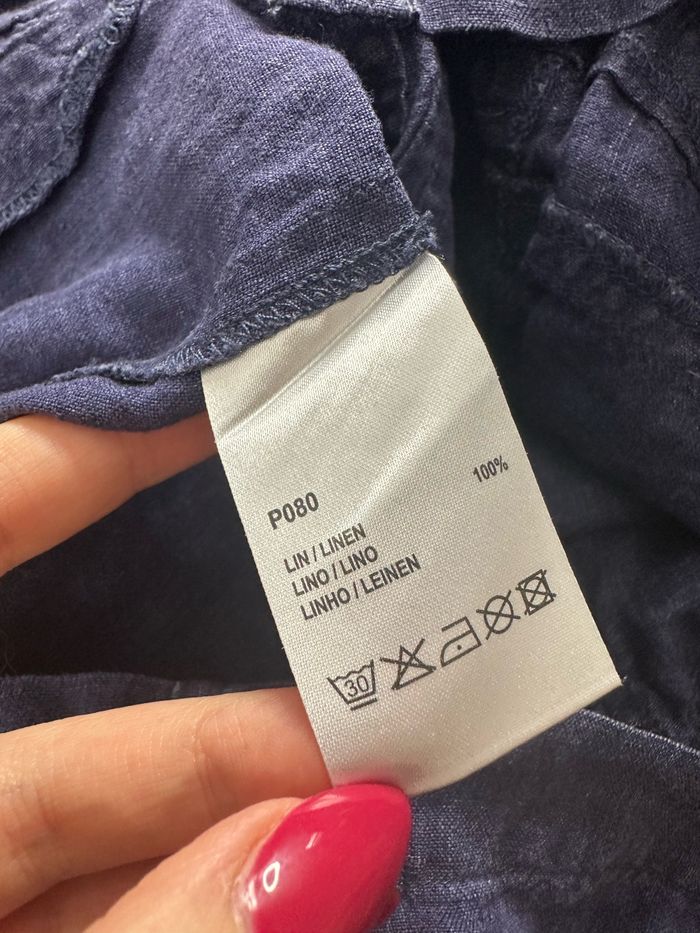 P080
100%
LIN / LINEN
LINO / LINO
LINHO / LEINEN
30